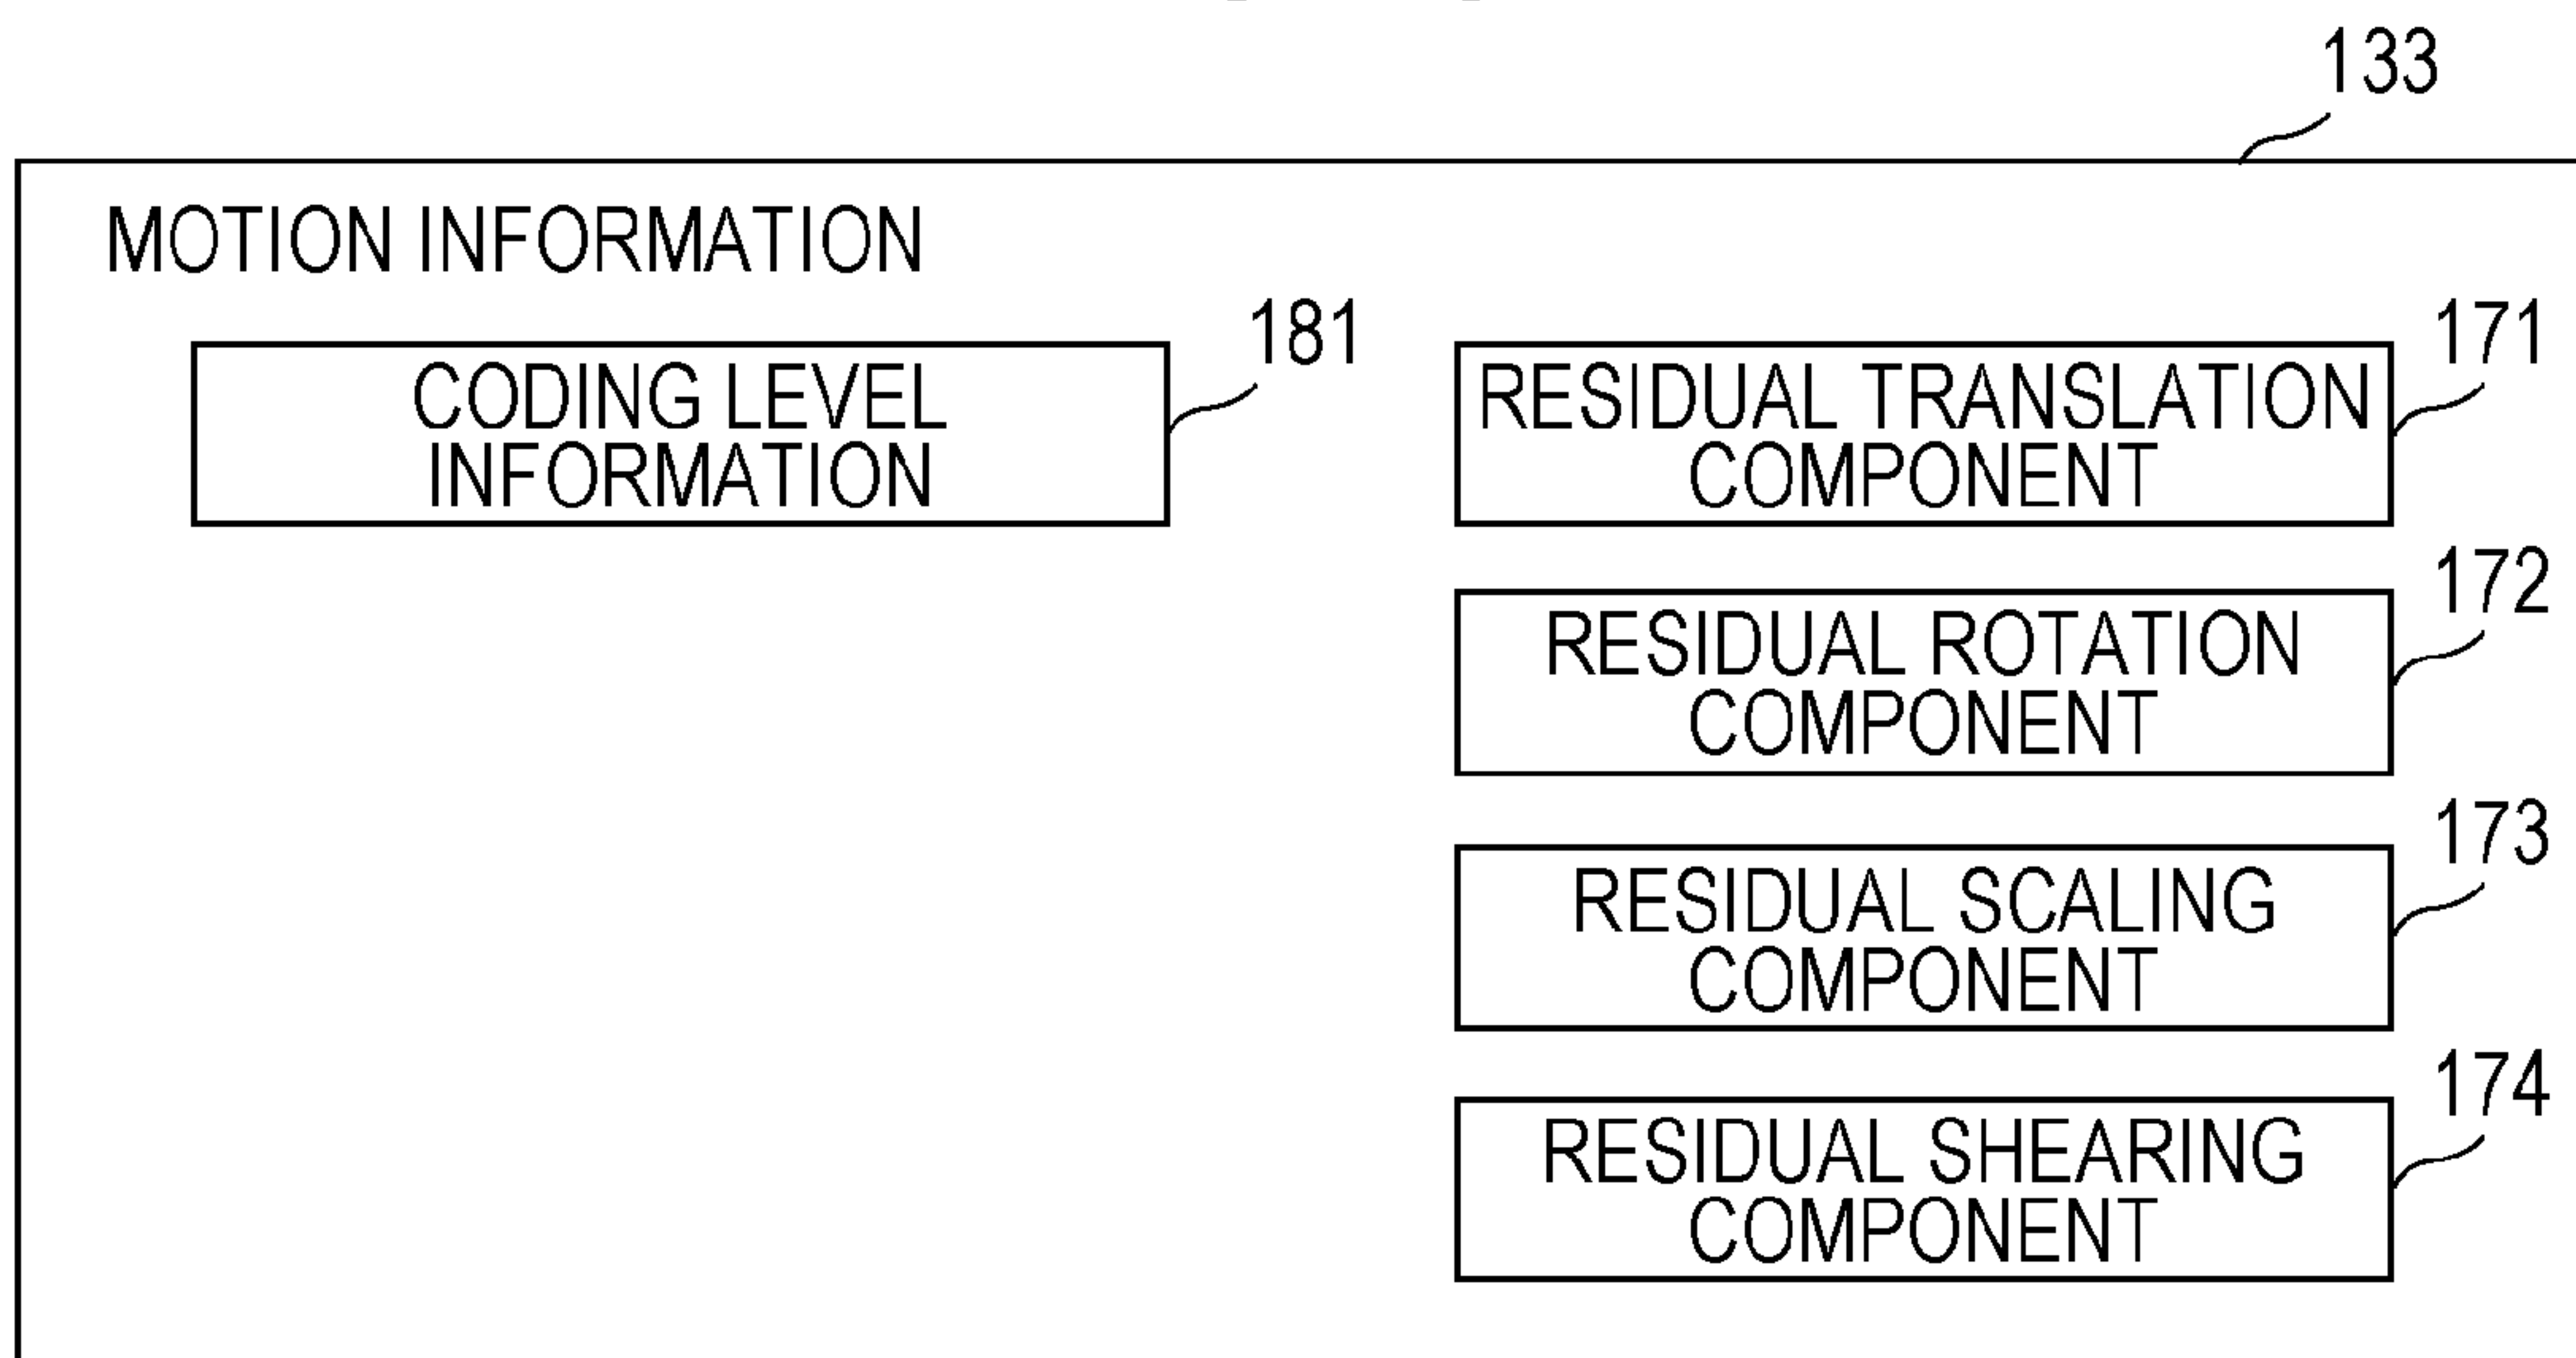 133
MOTION INFORMATION
181
CODING LEVEL
INFORMATION
171
RESIDUAL TRANSLATION
COMPONENT
172
RESIDUAL ROTATION
COMPONENT
173
RESIDUAL SCALING
COMPONENT
174
RESIDUAL SHEARING
COMPONENT